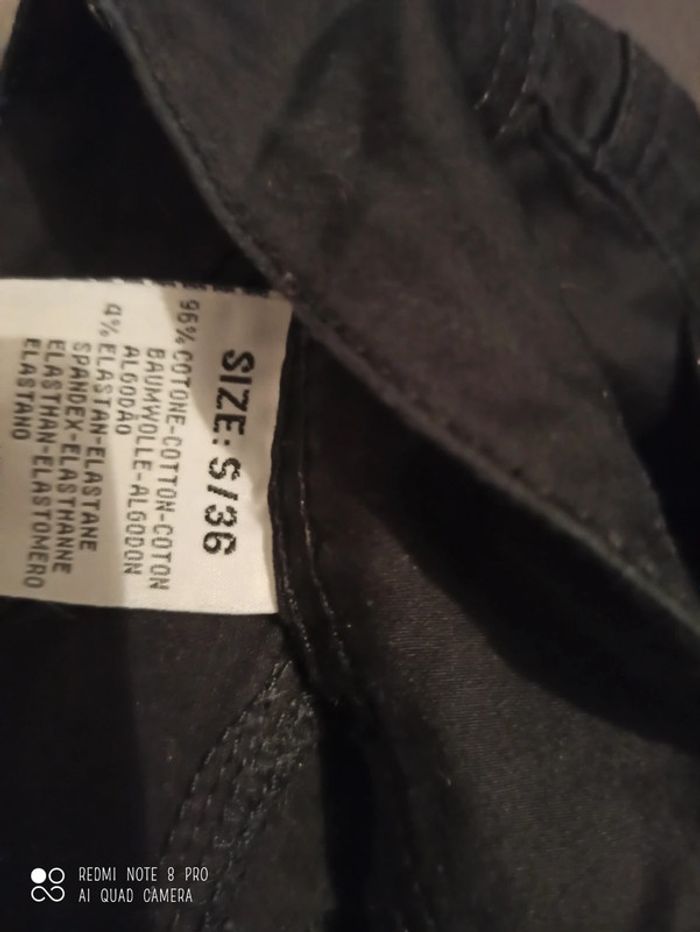 SIZE: S/36
96% COTONE-COTTON-COTON
BAUMWOLLE-ALGODON
ALGODÃO
4% ELASTAN-ELASTANE
SPANDEX-ELASTHANNE
ELASTHAN-ELASTOMERO
ELASTANO
REDMI NOTE 8 PRO
AI QUAD CAMERA